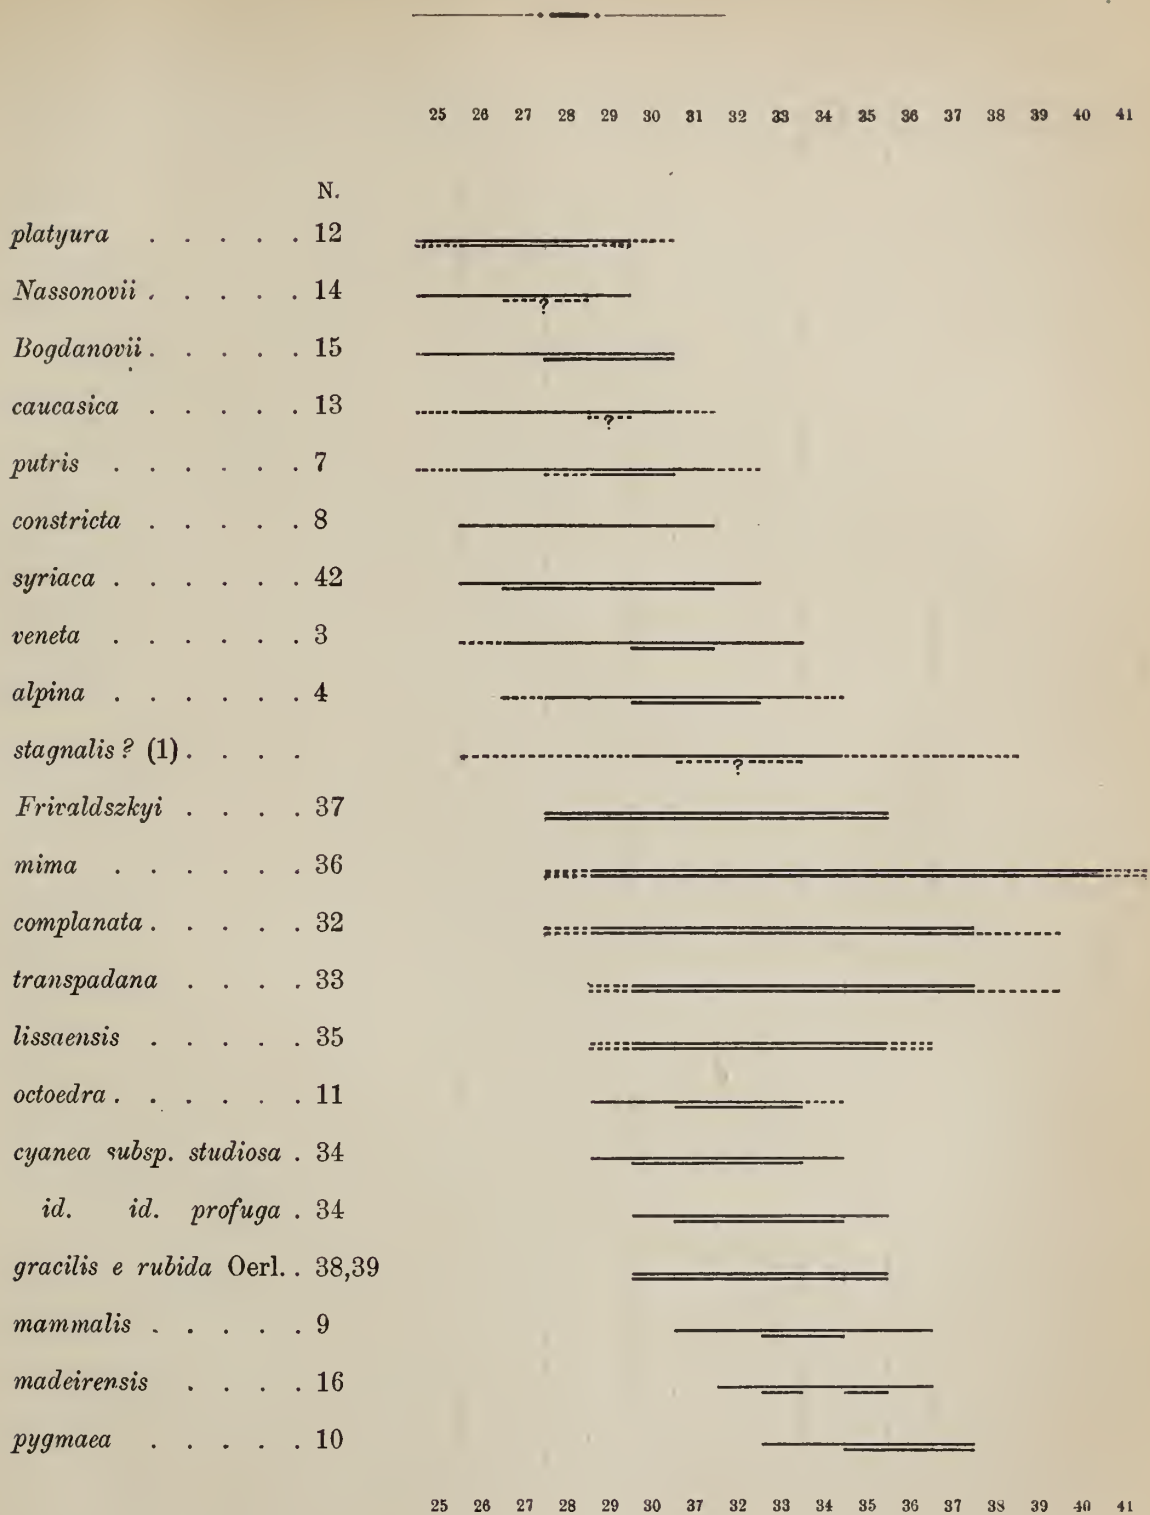 25 26 27 28 29 30 31 32 33 34 35 36 37 38 39 40 41
N.
platyura . . . . . 12
Nassonovii . . . . . 14
?
Bogdanovii . . . . . 15
caucasica . . . . . 13
?
putris . . . . . . 7
constricta . . . . . 8
syriaca . . . . . . 42
veneta . . . . . . 3
alpina . . . . . . 4
stagnalis ? (1) . . . .
?
Frivaldszkyi . . . . 37
mima . . . . . . 36
complanata . . . . . 32
transpadana . . . . 33
lissaensis . . . . . 35
octoedra . . . . . . 11
cyanea subsp. studiosa . 34
id. id. profuga . 34
gracilis e rubida Oerl. . 38,39
mammalis . . . . . 9
madeirensis . . . . 16
pygmaea . . . . . 10
25 26 27 28 29 30 37 32 33 34 35 36 37 38 39 40 41